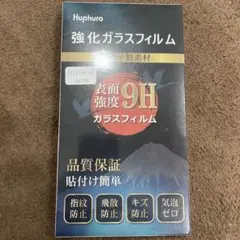 Huphuro
強化ガラスフィルム
素材
表面
強度
9H
ガラスフィルム
品質保証
貼付け簡単
指紋
防止
飛散
防止
キズ
防止
気泡
ゼロ